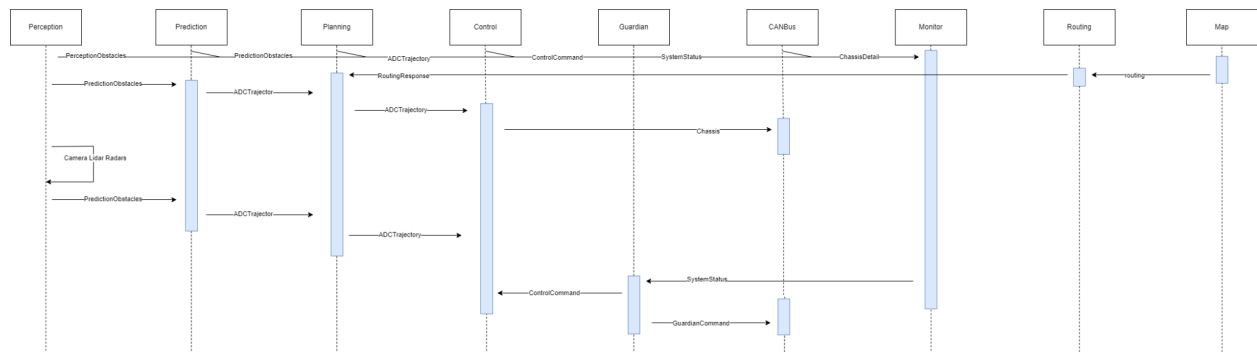 Perception
Prediction
Planning
Control
Guardian
CANBus
Monitor
Routing
Map
PerceptionObstacles
PredictionObstacles
ADCTrajectory
ControlCommand
SystemStatus
ChassisDetail
RoutingResponse
routing
PredictionObstacles
ADCTrajector
ADCTrajectory
Chassis
Camera Lidar Radars
PredictionObstacles
ADCTrajector
ADCTrajectory
SystemStatus
ControlCommand
GuardianCommand